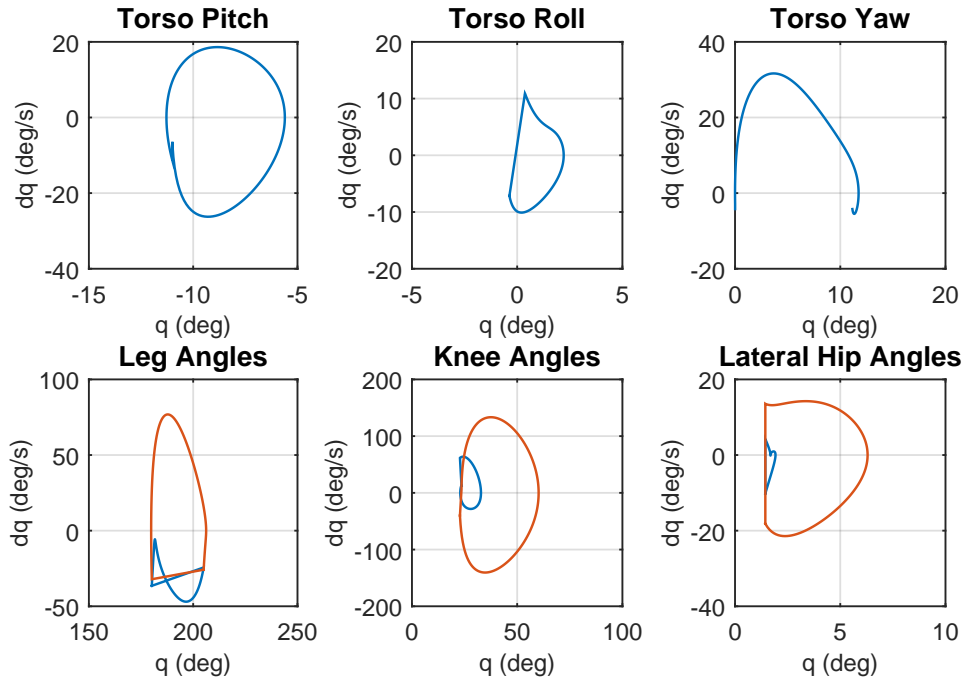 Torso Pitch
20
0
-20
-40
-15
-10
-5
dq (deg/s)
q (deg)
Torso Roll
20
10
0
-10
-20
-5
0
5
dq (deg/s)
q (deg)
Torso Yaw
40
20
0
-20
0
10
20
dq (deg/s)
q (deg)
Leg Angles
100
50
0
-50
150
200
250
dq (deg/s)
q (deg)
Knee Angles
200
100
0
-100
-200
0
50
100
dq (deg/s)
q (deg)
Lateral Hip Angles
20
0
-20
-40
0
5
10
dq (deg/s)
q (deg)